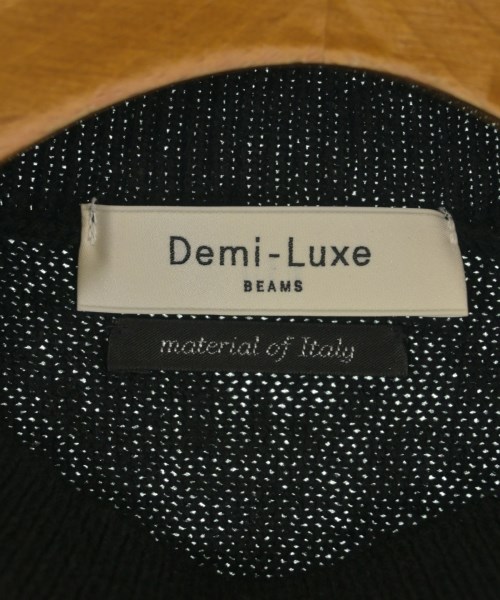 Demi-Luxe
BEAMS
material of Italy